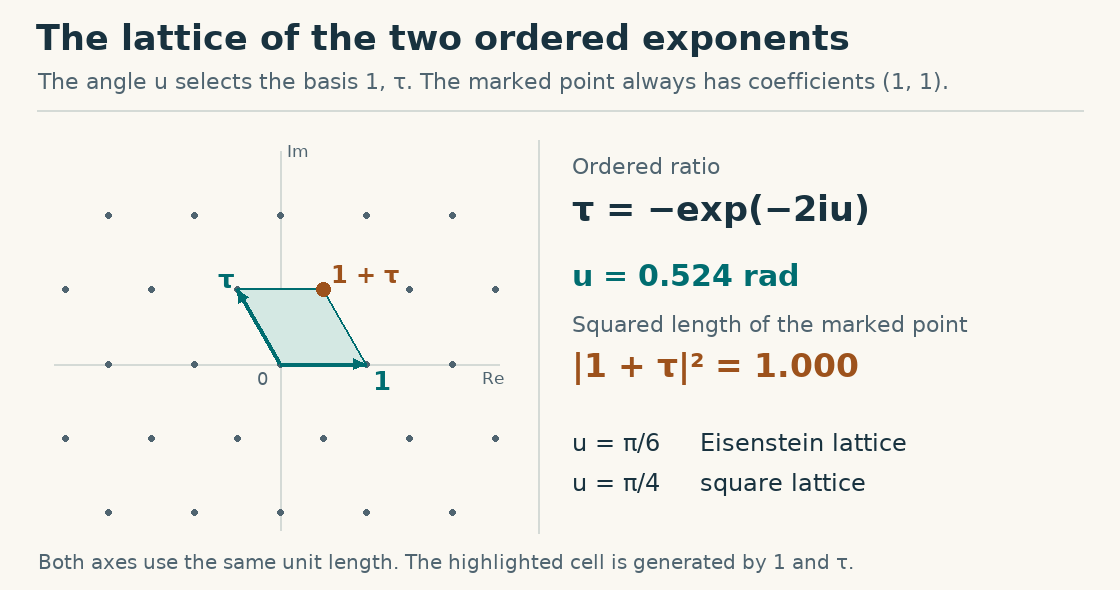 The lattice of the two ordered exponents
The angle u selects the basis 1, τ. The marked point always has coefficients (1, 1).
Im
τ
1 + τ
0
1
Re
Ordered ratio
τ = −exp(−2iu)
u = 0.524 rad
Squared length of the marked point
|1 + τ|² = 1.000
u = π/6 Eisenstein lattice
u = π/4 square lattice
Both axes use the same unit length. The highlighted cell is generated by 1 and τ.